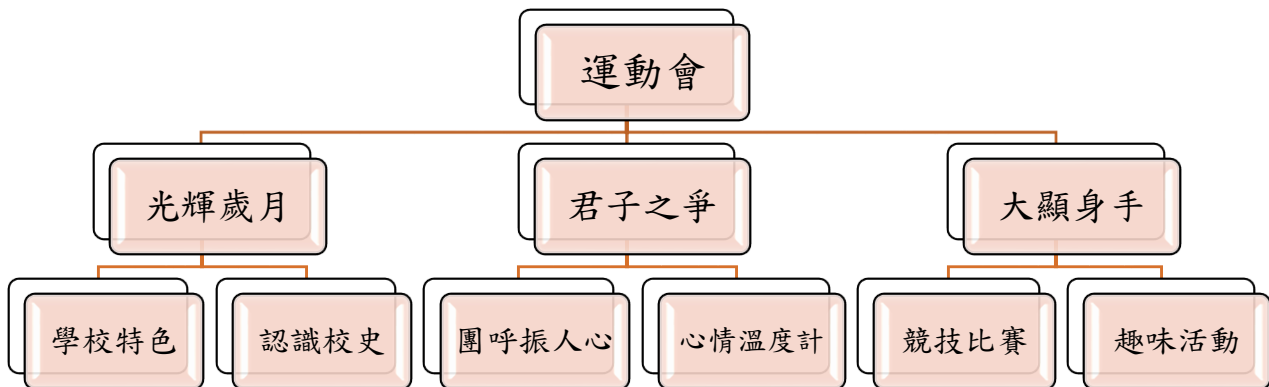 運動會
光輝歲月
君子之爭
大顯身手
學校特色
認識校史
團呼振人心
心情溫度計
競技比賽
趣味活動